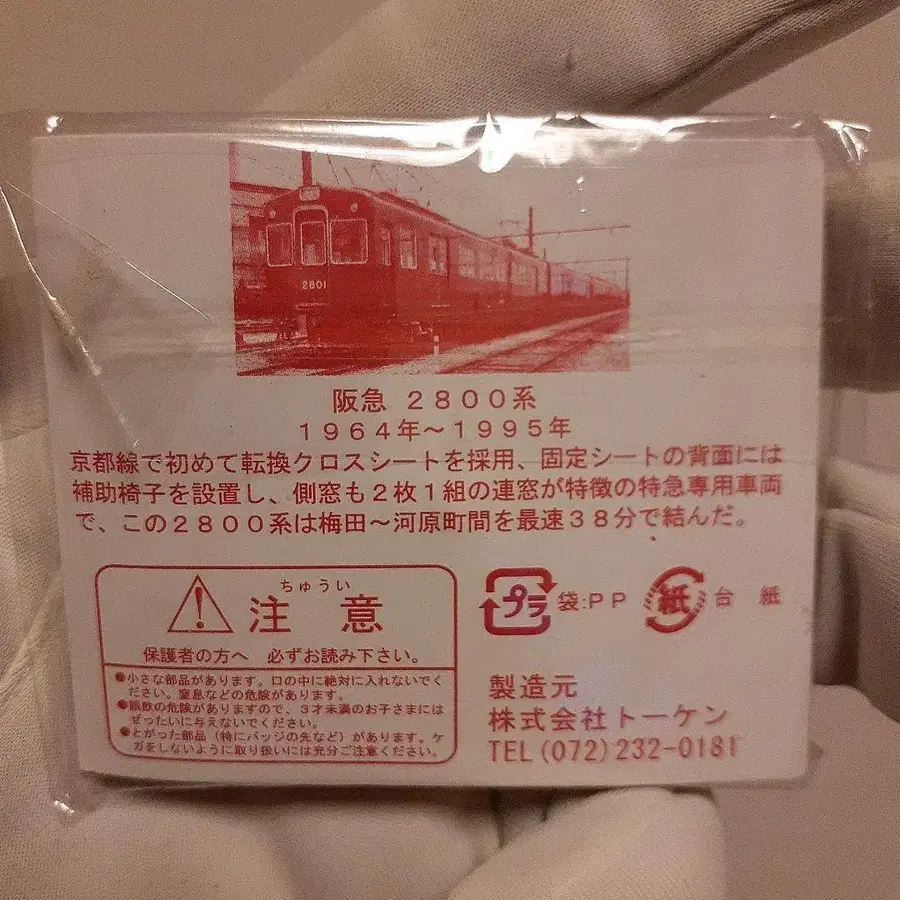 2801
阪急 2800系
1964年～1995年
京都線で初めて転換クロスシートを採用、固定シートの背面には
補助椅子を設置し、側窓も2枚1組の連窓が特徴の特急専用車両
で、この2800系は梅田～河原町間を最速38分で結んだ。
ちゅうい
注 意
保護者の方へ 必ずお読み下さい。
●小さな部品があります。口の中に絶対に入れないでく
ださい。窒息などの危険があります。
●誤飲の危険がありますので、3才未満のお子さまには
ぜったいに与えないでください。
●とがった部品（特にバッジの先など）があります。ケ
ガをしないように取り扱いには充分ご注意ください。
プラ 袋:PP 紙 台 紙
製造元
株式会社トーケン
TEL(072)232-0181